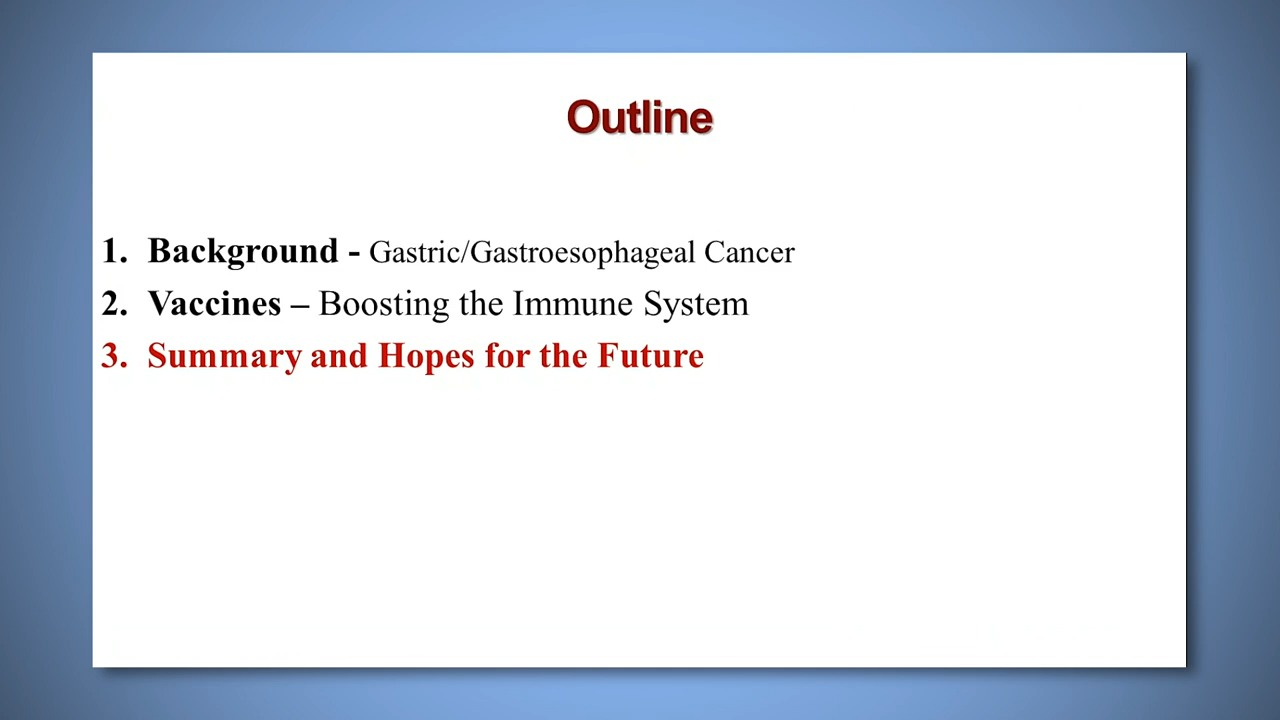 Outline
1. Background - Gastric/Gastroesophageal Cancer
2. Vaccines – Boosting the Immune System
3. Summary and Hopes for the Future